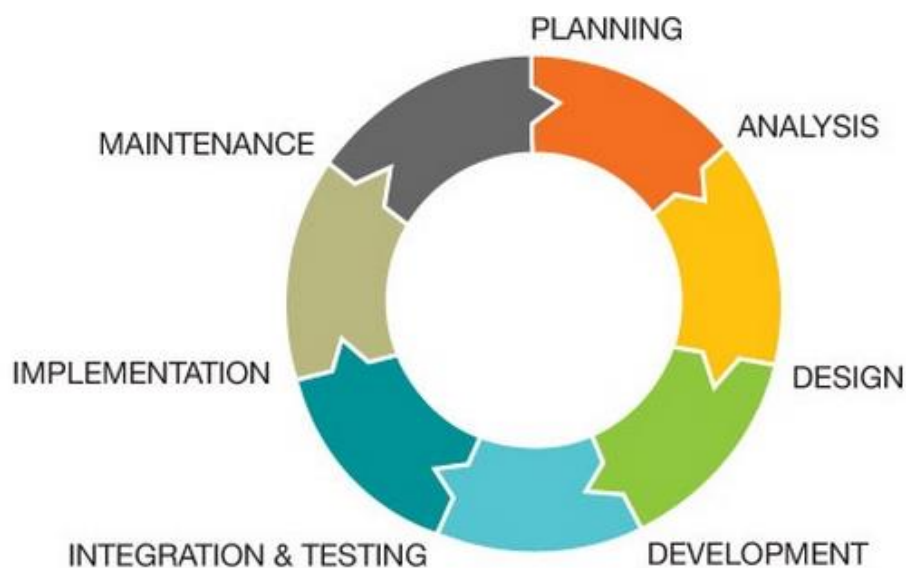 PLANNING
ANALYSIS
DESIGN
DEVELOPMENT
INTEGRATION & TESTING
IMPLEMENTATION
MAINTENANCE